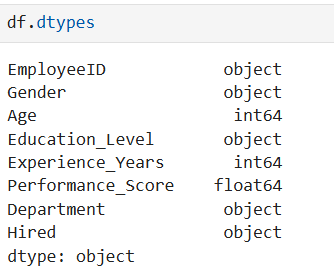 df.dtypes
EmployeeID object
Gender object
Age int64
Education_Level object
Experience_Years int64
Performance_Score float64
Department object
Hired object
dtype: object